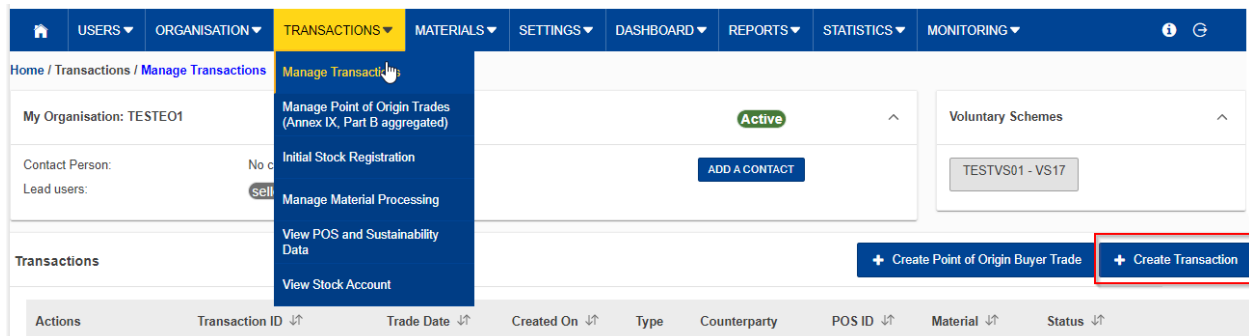 USERS ORGANISATION TRANSACTIONS MATERIALS SETTINGS DASHBOARD REPORTS STATISTICS MONITORING
Home / Transactions / Manage Transactions
Manage Transactions
Manage Point of Origin Trades
(Annex IX, Part B aggregated)
Initial Stock Registration
Manage Material Processing
View POS and Sustainability
Data
View Stock Account
My Organisation: TESTEO1
Active
Contact Person:
No c
ADD A CONTACT
Lead users:
sell
Voluntary Schemes
TESTVS01 - VS17
Transactions
+ Create Point of Origin Buyer Trade
+ Create Transaction
Actions Transaction ID Trade Date Created On Type Counterparty POS ID Material Status